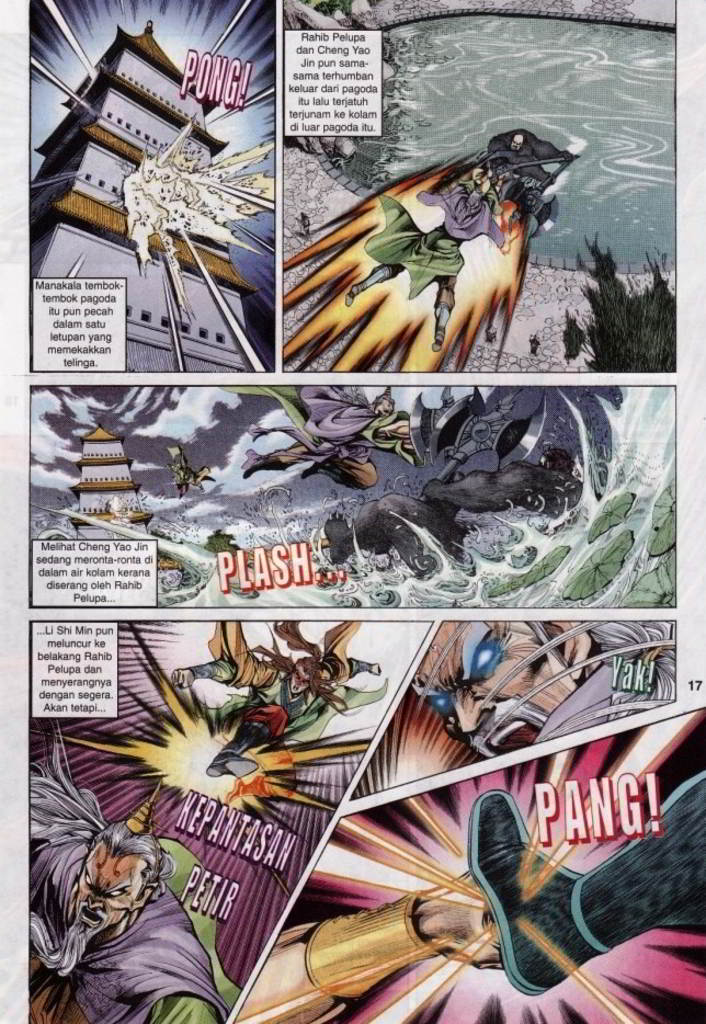 PONG!
Manakala tembok-
tembok pagoda
itu pun pecah
dalam satu
letupan yang
memekakkan
telinga.
Rahib Pelupa
dan Cheng Yao
Jin pun sama-
sama terhumban
keluar dari pagoda
itu lalu terjatuh
terjunam ke kolam
di luar pagoda itu.
Melihat Cheng Yao Jin
sedang meronta-ronta di
dalam air kolam kerana
diserang oleh Rahib
Pelupa...
PLASH...
...Li Shi Min pun
meluncur ke
belakang Rahib
Pelupa dan
menyerangnya
dengan segera.
Akan tetapi...
KEPANTASAN
PETIR
Yak!
17
PANG!